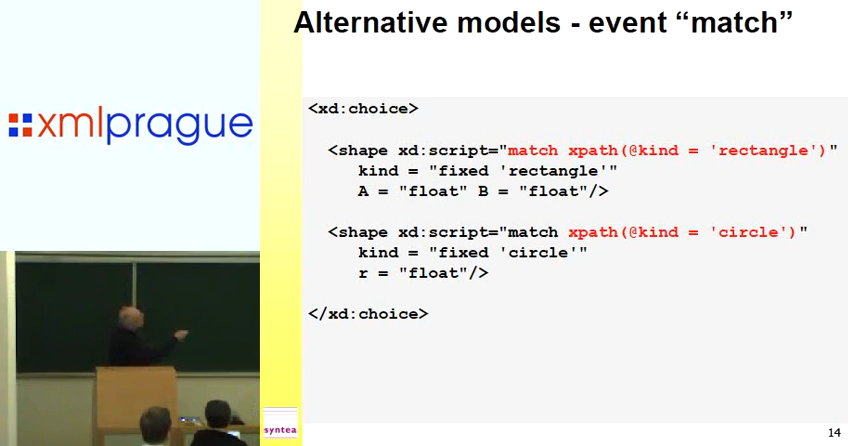 Alternative models - event “match”
xmlprague
<xd:choice>
<shape xd:script="match xpath(@kind = 'rectangle')"
kind = "fixed 'rectangle'"
A = "float" B = "float"/>
<shape xd:script="match xpath(@kind = 'circle')"
kind = "fixed 'circle'"
r = "float"/>
</xd:choice>
syntea
14